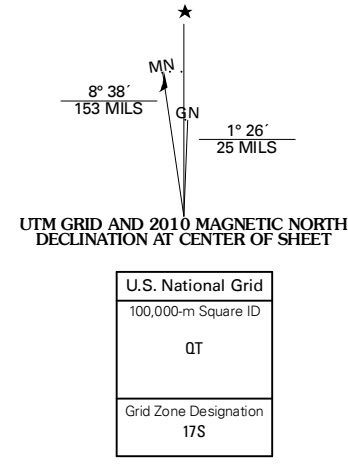 ★
MN
8° 38´
153 MILS
GN
1° 26´
25 MILS
UTM GRID AND 2010 MAGNETIC NORTH
DECLINATION AT CENTER OF SHEET
U.S. National Grid
100,000-m Square ID
QT
Grid Zone Designation
17S